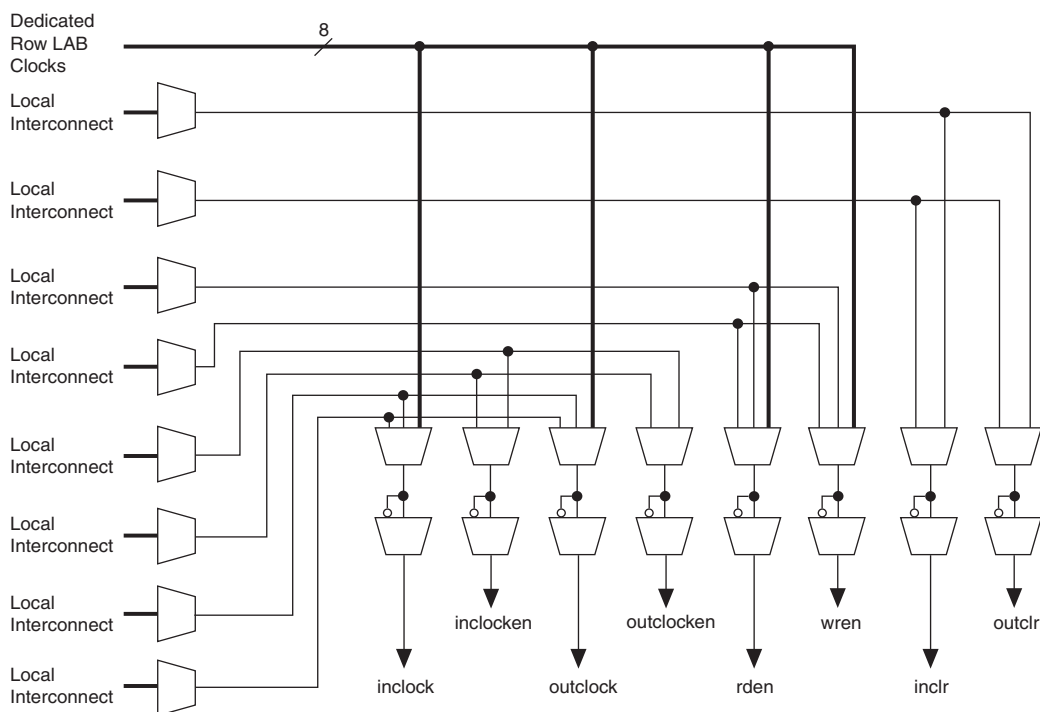 Dedicated
Row LAB
Clocks
8
Local
Interconnect
Local
Interconnect
Local
Interconnect
Local
Interconnect
Local
Interconnect
Local
Interconnect
Local
Interconnect
Local
Interconnect
inclocken
outclocken
wren
outclr
inclock
outclock
rden
inclr